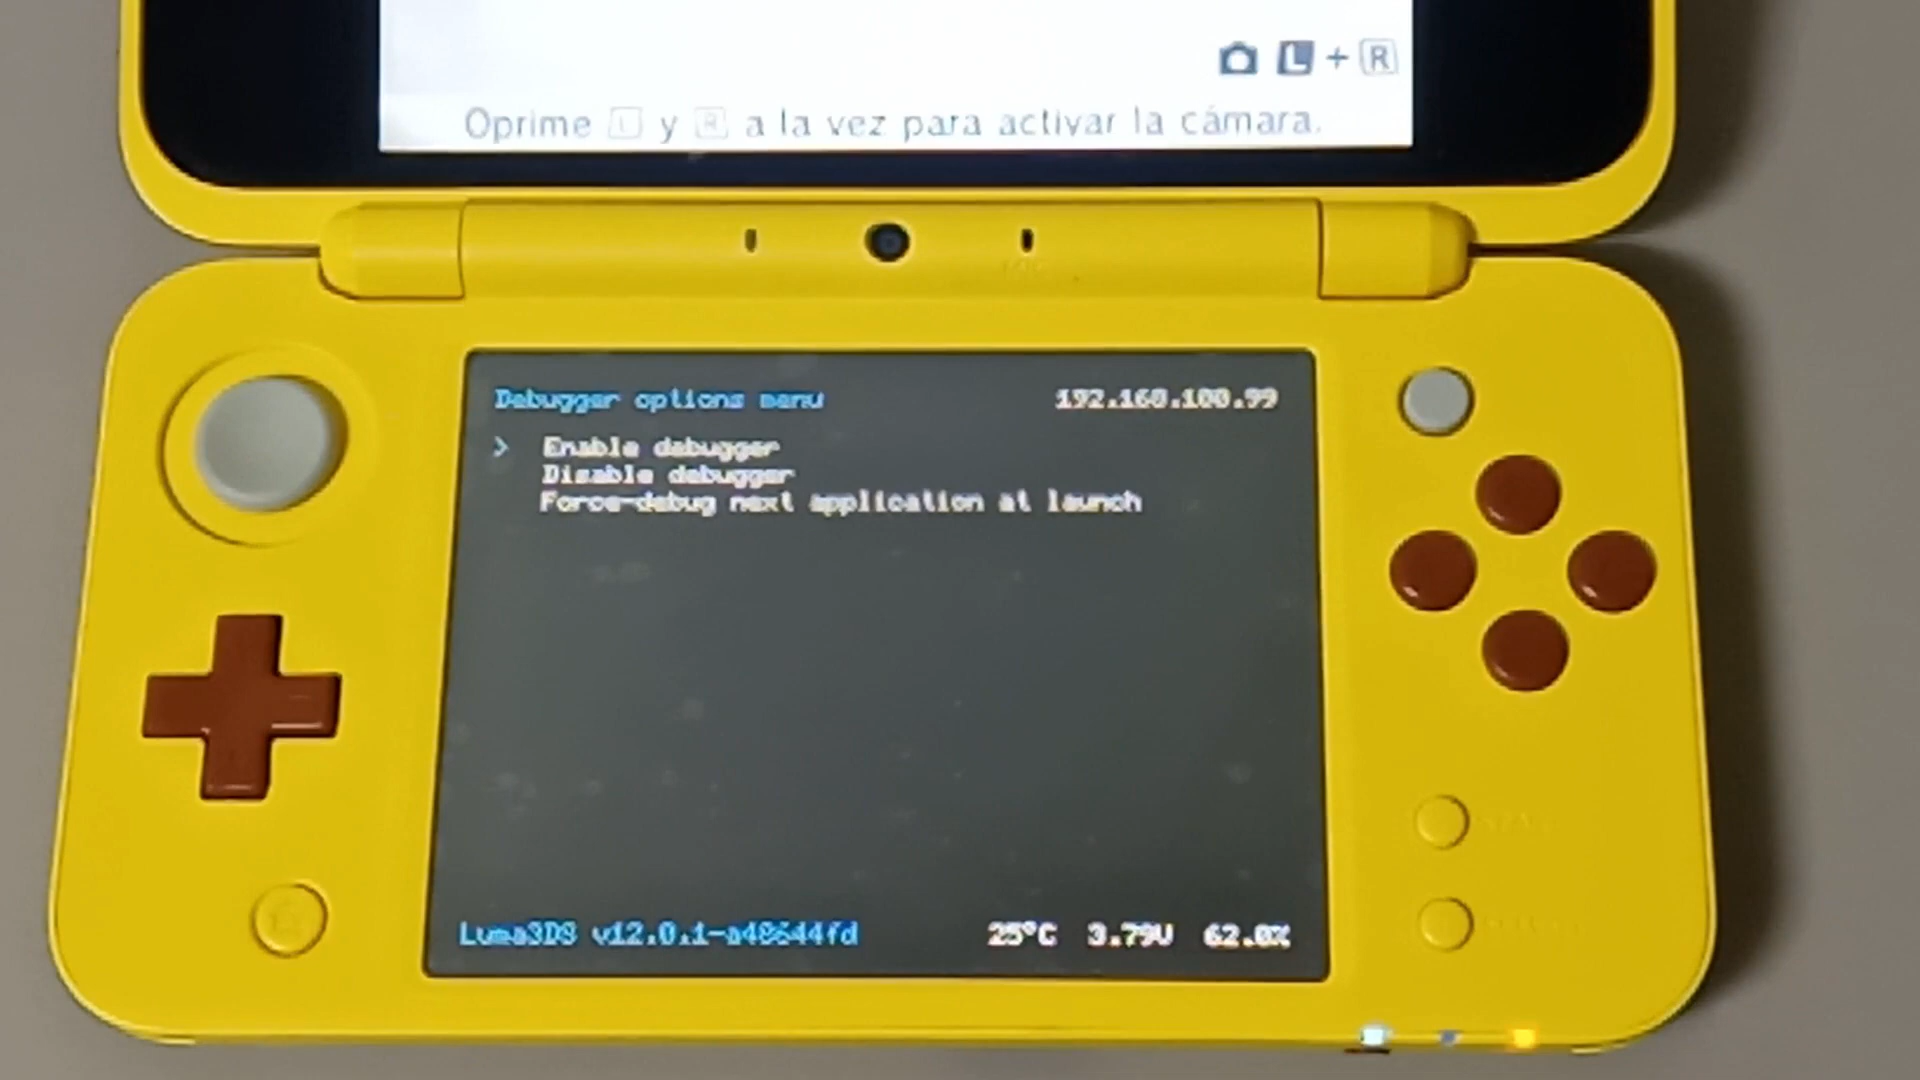 L + R
Oprime L y R a la vez para activar la cámara.
Debugger options menu 192.168.100.99
> Enable debugger
Disable debugger
Force-debug next application at launch
Luma3DS v12.0.1-a48644fd 25°C 3.79V 62.0%